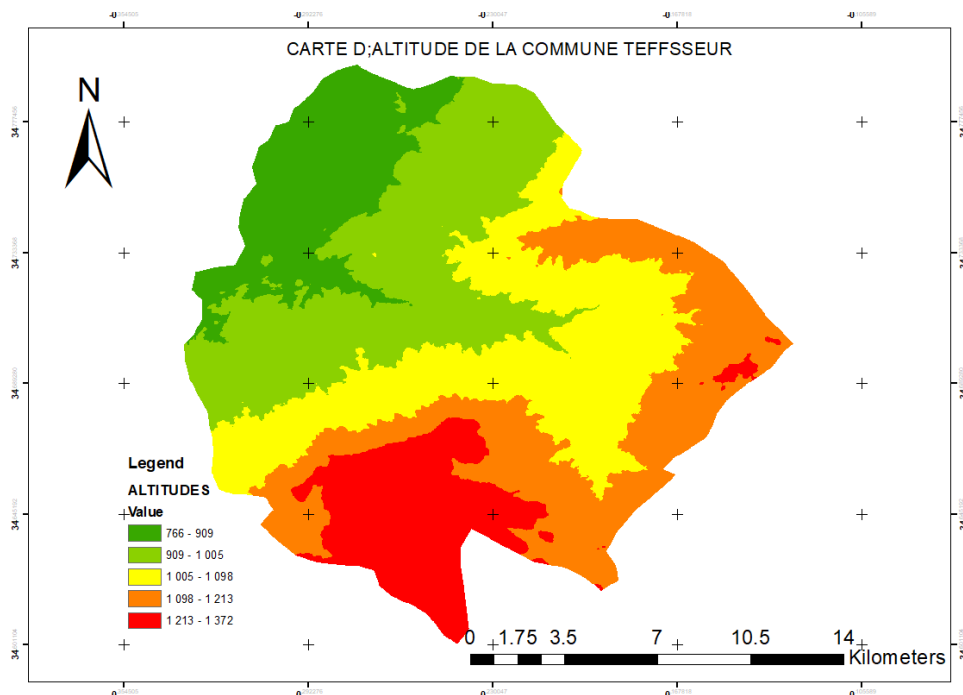 CARTE D;ALTITUDE DE LA COMMUNE TEFFSSEUR
N
Legend
ALTITUDES
Value
766 - 909
909 - 1 005
1 005 - 1 098
1 098 - 1 213
1 213 - 1 372
0 1.75 3.5 7 10.5 14
Kilometers